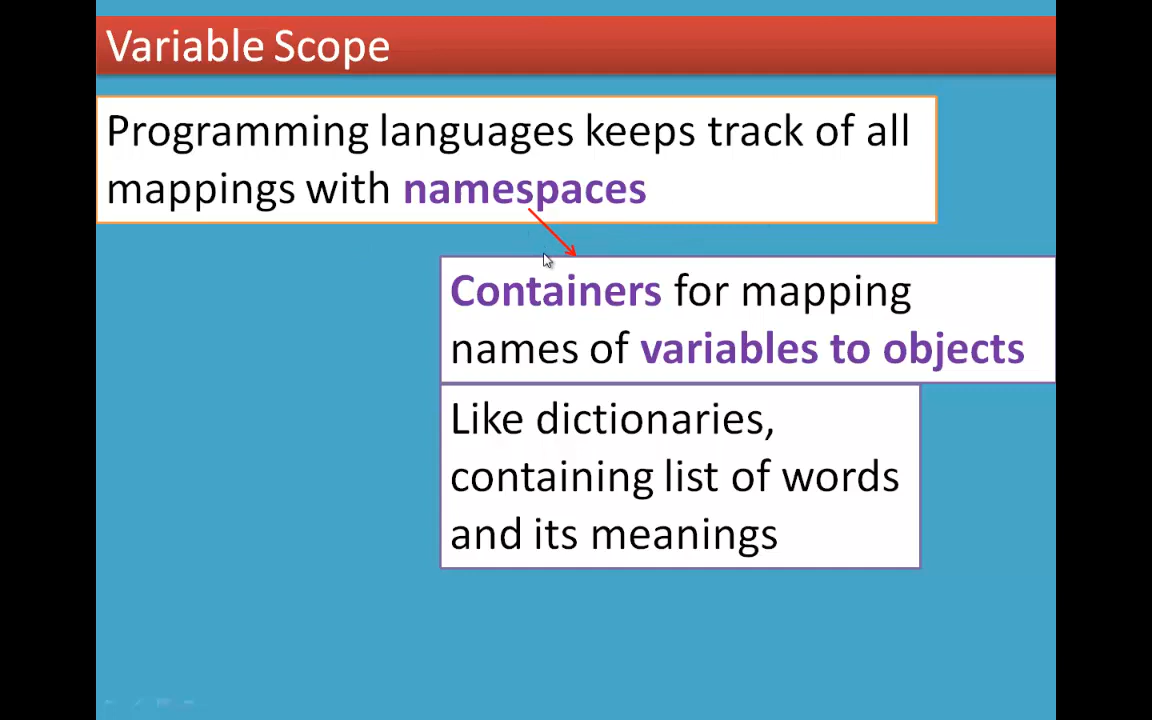 Variable Scope
Programming languages keeps track of all
mappings with namespaces
Containers for mapping
names of variables to objects
Like dictionaries,
containing list of words
and its meanings